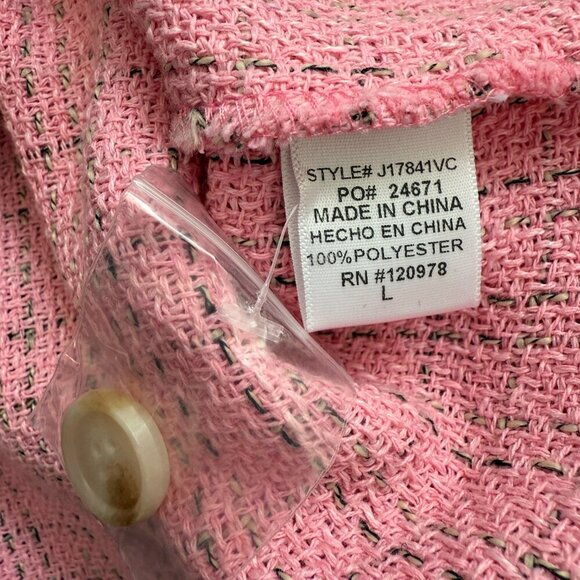 STYLE# J17841VC
PO# 24671
MADE IN CHINA
HECHO EN CHINA
100%POLYESTER
RN #120978
L